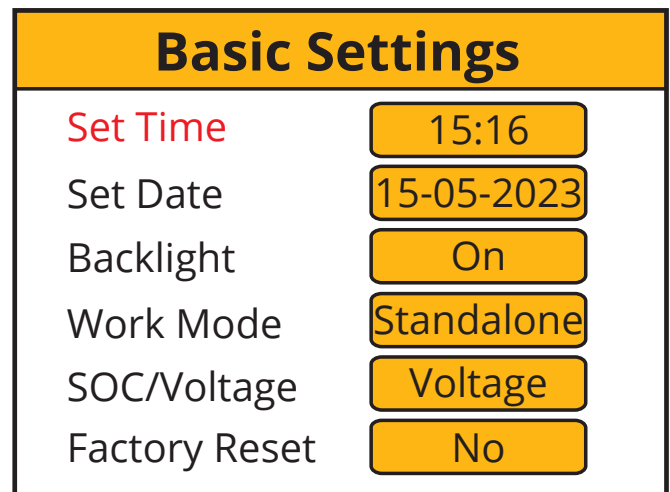 Basic Settings
Set Time 15:16
Set Date 15-05-2023
Backlight On
Work Mode Standalone
SOC/Voltage Voltage
Factory Reset No